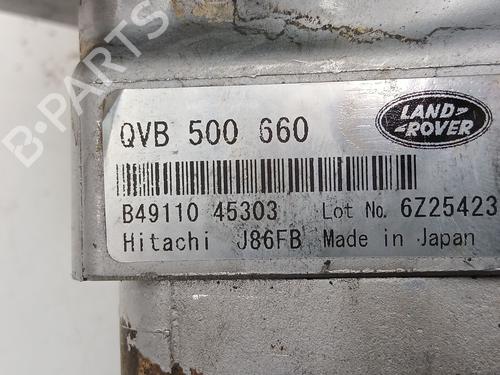 B-PARTS
QVB 500 660
LAND-
-ROVER
B49110 45303 Lot No. 6Z25423
Hitachi J86FB Made in Japan